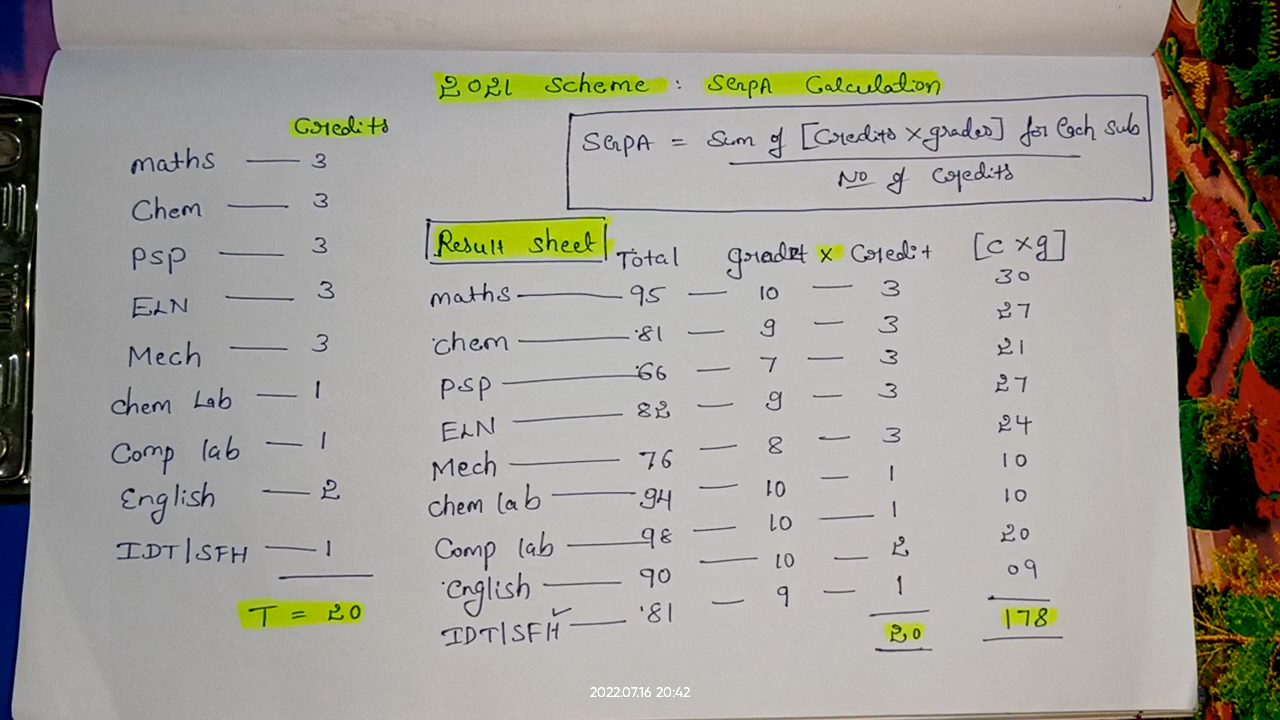 2021 Scheme : SGPA Calculation
Credits
maths — 3
Chem — 3
PSP — 3
ELN — 3
Mech — 3
Chem Lab — 1
Comp lab — 1
English — 2
IDT/SFH — 1
T = 20
SGPA = Sum of [Credits x grades] for Each Sub
No of Credits
Result sheet Total grade x Credit [c x g]
maths — 95 — 10 — 3 30
chem — 81 — 9 — 3 27
PSP — 66 — 7 — 3 21
ELN — 82 — 9 — 3 27
Mech — 76 — 8 — 3 24
chem lab — 94 — 10 — 1 10
Comp lab — 98 — 10 — 1 10
English — 90 — 10 — 2 20
IDT/SFH — 81 — 9 — 1 09
20 178
2022.07.16 20:42